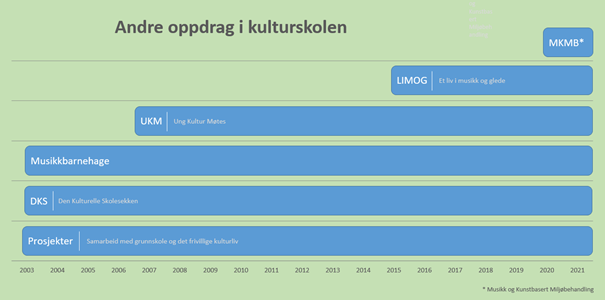 Andre oppdrag i kulturskolen
MKMB*
LIMOG Et liv i musikk og glede
UKM Ung Kultur Møtes
Musikkbarnehage
DKS Den Kulturelle Skolesekken
Prosjekter Samarbeid med grunnskole og det frivillige kulturliv
2003 2004 2005 2006 2007 2008 2009 2010 2011 2012 2013 2014 2015 2016 2017 2018 2019 2020 2021
* Musikk og Kunstbasert Miljøbehandling